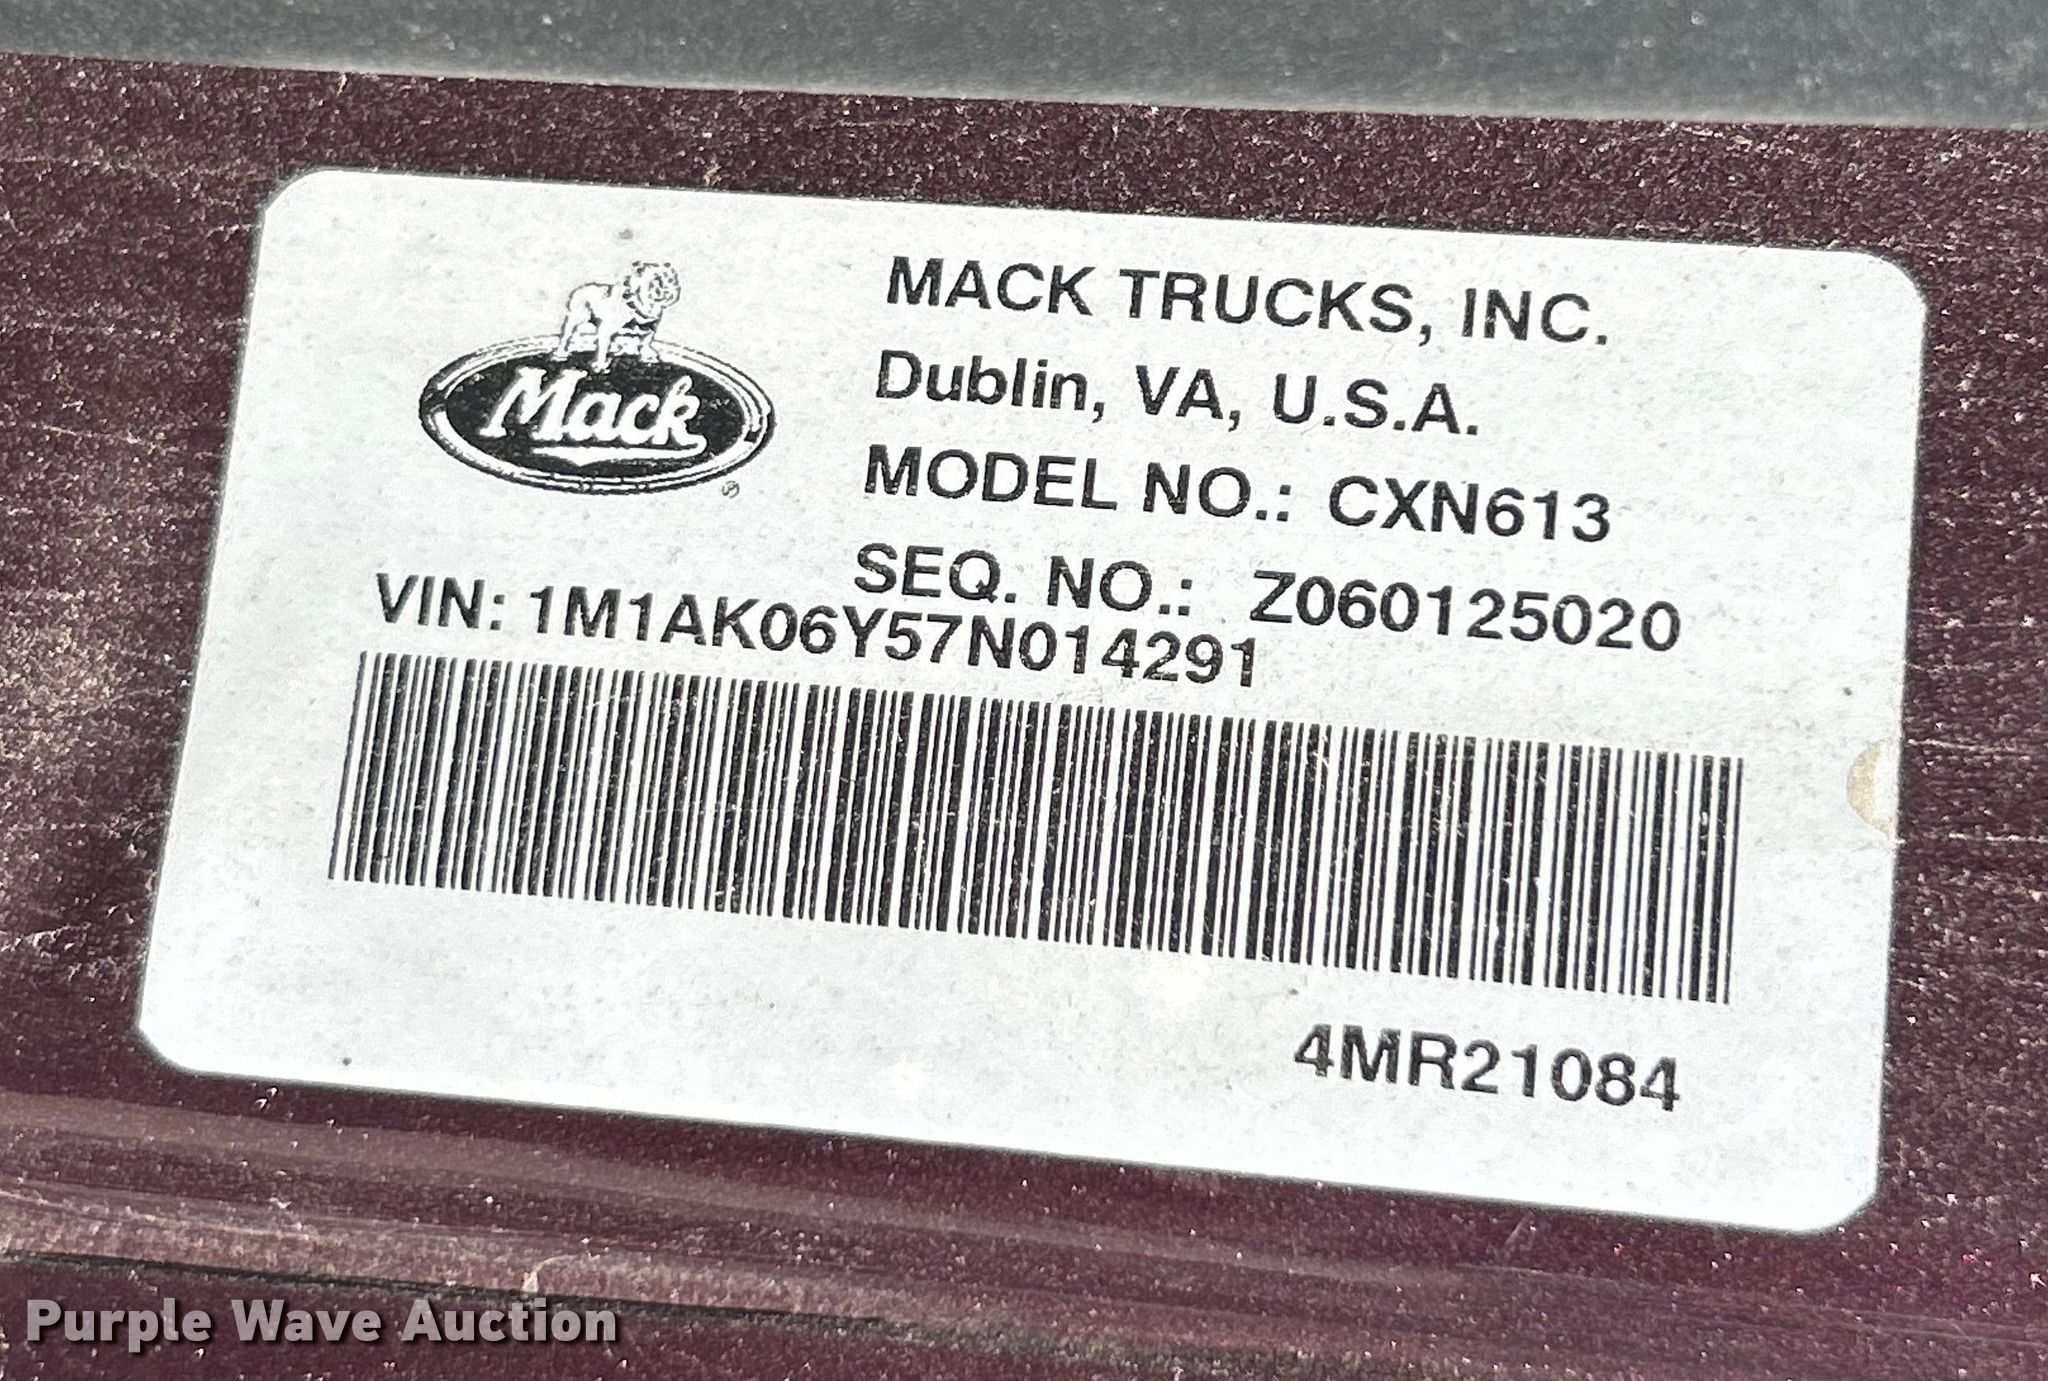 Mack
MACK TRUCKS, INC.
Dublin, VA, U.S.A.
MODEL NO.: CXN613
SEQ. NO.: Z060125020
VIN: 1M1AK06Y57N014291
4MR21084
Purple Wave Auction